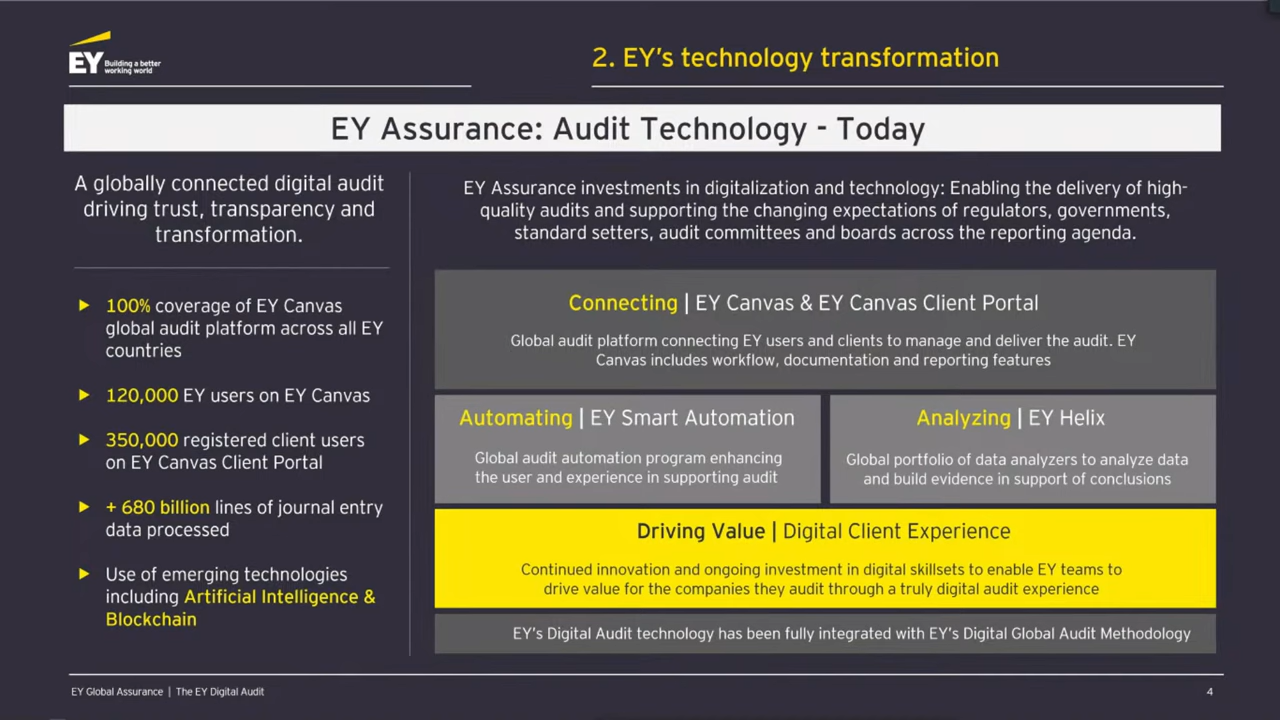 EY
Building a better
working world
2. EY's technology transformation
EY Assurance: Audit Technology - Today
A globally connected digital audit
driving trust, transparency and
transformation.
100% coverage of EY Canvas
global audit platform across all EY
countries
120,000 EY users on EY Canvas
350,000 registered client users
on EY Canvas Client Portal
+ 680 billion lines of journal entry
data processed
Use of emerging technologies
including Artificial Intelligence &
Blockchain
EY Assurance investments in digitalization and technology: Enabling the delivery of high-
quality audits and supporting the changing expectations of regulators, governments,
standard setters, audit committees and boards across the reporting agenda.
Connecting | EY Canvas & EY Canvas Client Portal
Global audit platform connecting EY users and clients to manage and deliver the audit. EY
Canvas includes workflow, documentation and reporting features
Automating | EY Smart Automation
Global audit automation program enhancing
the user and experience in supporting audit
Analyzing | EY Helix
Global portfolio of data analyzers to analyze data
and build evidence in support of conclusions
Driving Value | Digital Client Experience
Continued innovation and ongoing investment in digital skillsets to enable EY teams to
drive value for the companies they audit through a truly digital audit experience
EY's Digital Audit technology has been fully integrated with EY's Digital Global Audit Methodology
EY Global Assurance | The EY Digital Audit
4